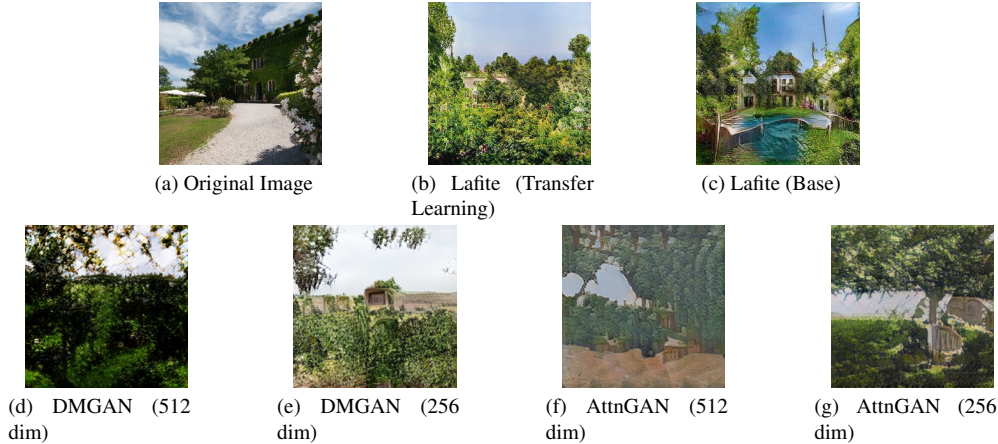 (a) Original Image
(b) Lafite (Transfer
Learning)
(c) Lafite (Base)
(d) DMGAN (512
dim)
(e) DMGAN (256
dim)
(f) AttnGAN (512
dim)
(g) AttnGAN (256
dim)